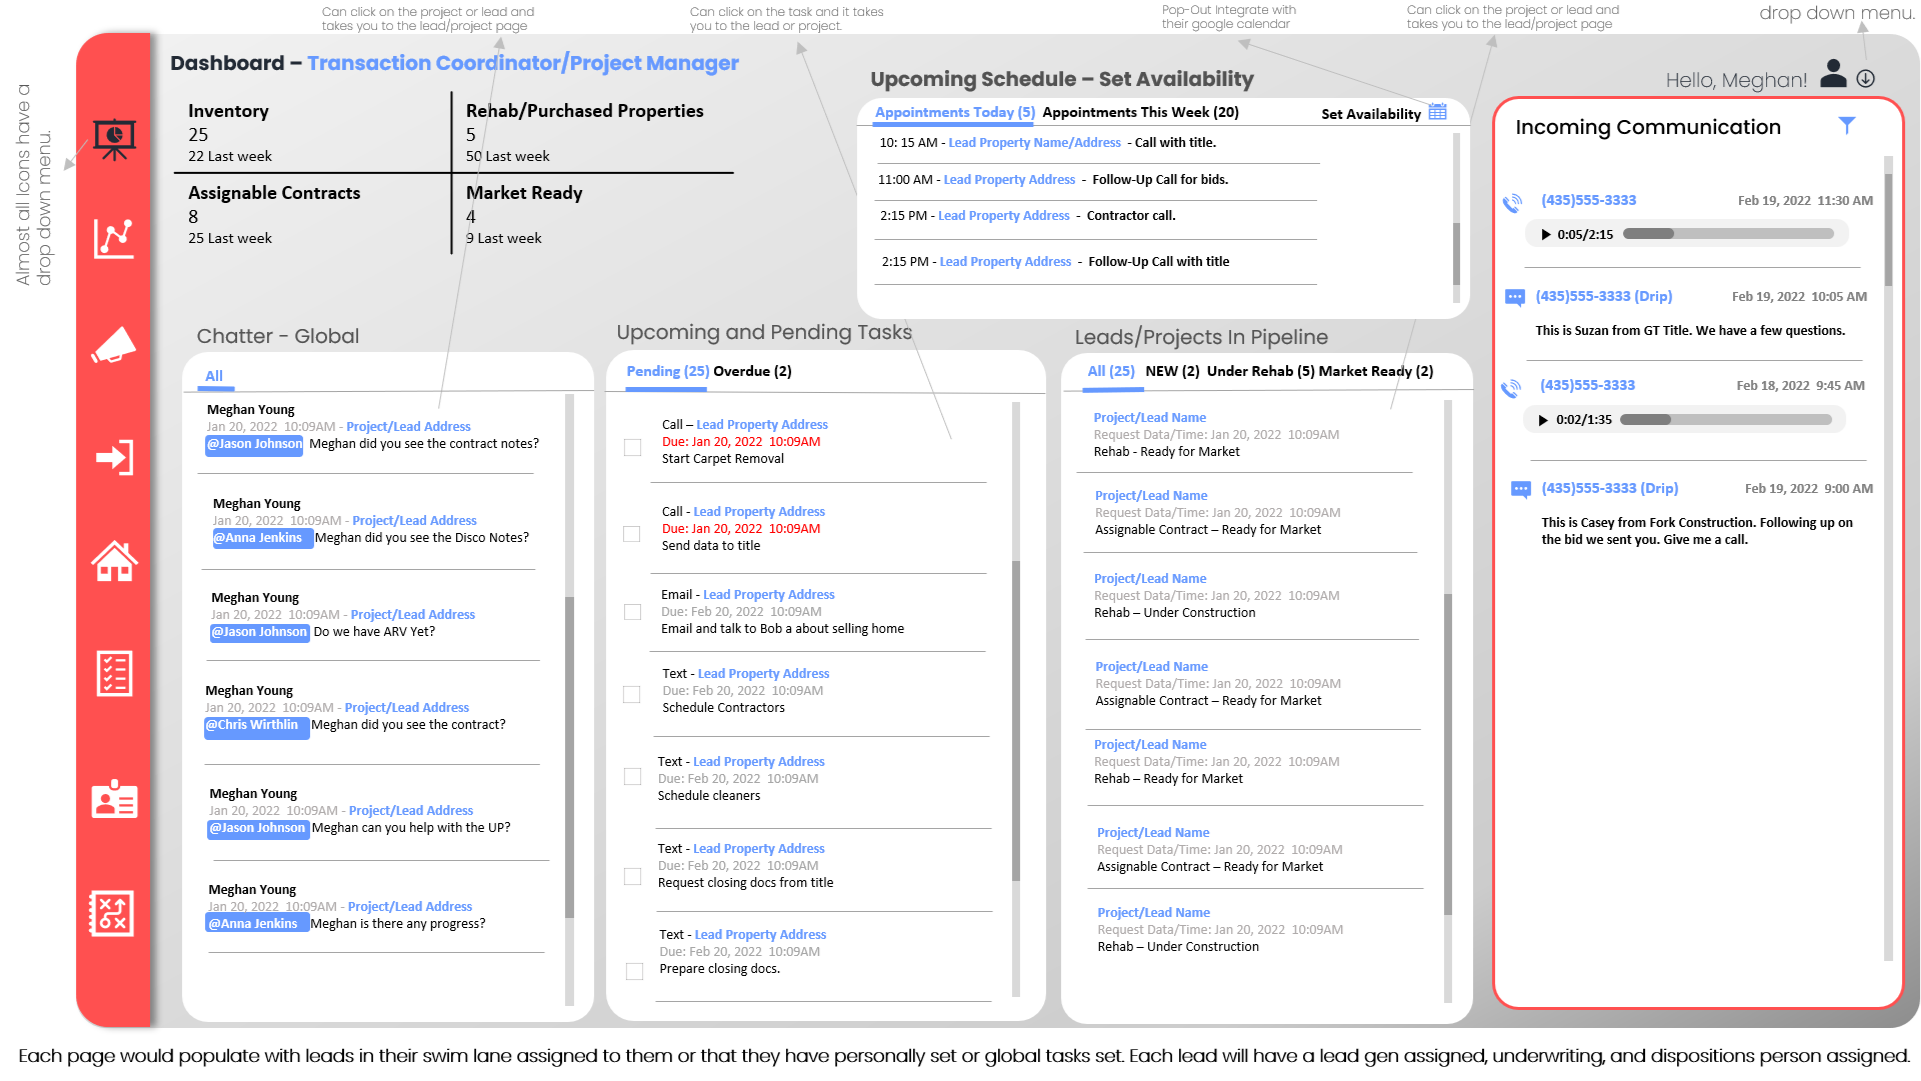 Can click on the project or lead and
takes you to the lead/project page
Can click on the task and it takes
you to the lead or project.
Pop-Out Integrate with
their google calendar
Can click on the project or lead and
takes you to the lead/project page
drop down menu.
Almost all Icons have a
drop down menu.
Dashboard – Transaction Coordinator/Project Manager
Inventory
25
22 Last week
Rehab/Purchased Properties
5
50 Last week
Assignable Contracts
8
25 Last week
Market Ready
4
9 Last week
Upcoming Schedule – Set Availability
Appointments Today (5) Appointments This Week (20) Set Availability
10: 15 AM - Lead Property Name/Address - Call with title.
11:00 AM - Lead Property Address - Follow-Up Call for bids.
2:15 PM - Lead Property Address - Contractor call.
2:15 PM - Lead Property Address - Follow-Up Call with title
Hello, Meghan!
Incoming Communication
(435)555-3333 Feb 19, 2022 11:30 AM
0:05/2:15
(435)555-3333 (Drip) Feb 19, 2022 10:05 AM
This is Suzan from GT Title. We have a few questions.
(435)555-3333 Feb 18, 2022 9:45 AM
0:02/1:35
(435)555-3333 (Drip) Feb 19, 2022 9:00 AM
This is Casey from Fork Construction. Following up on
the bid we sent you. Give me a call.
Chatter - Global
All
Meghan Young
Jan 20, 2022 10:09AM - Project/Lead Address
@Jason Johnson Meghan did you see the contract notes?
Meghan Young
Jan 20, 2022 10:09AM - Project/Lead Address
@Anna Jenkins Meghan did you see the Disco Notes?
Meghan Young
Jan 20, 2022 10:09AM - Project/Lead Address
@Jason Johnson Do we have ARV Yet?
Meghan Young
Jan 20, 2022 10:09AM - Project/Lead Address
@Chris Wirthlin Meghan did you see the contract?
Meghan Young
Jan 20, 2022 10:09AM - Project/Lead Address
@Jason Johnson Meghan can you help with the UP?
Meghan Young
Jan 20, 2022 10:09AM - Project/Lead Address
@Anna Jenkins Meghan is there any progress?
Upcoming and Pending Tasks
Pending (25) Overdue (2)
Call – Lead Property Address
Due: Jan 20, 2022 10:09AM
Start Carpet Removal
Call - Lead Property Address
Due: Jan 20, 2022 10:09AM
Send data to title
Email - Lead Property Address
Due: Feb 20, 2022 10:09AM
Email and talk to Bob a about selling home
Text - Lead Property Address
Due: Feb 20, 2022 10:09AM
Schedule Contractors
Text - Lead Property Address
Due: Feb 20, 2022 10:09AM
Schedule cleaners
Text - Lead Property Address
Due: Feb 20, 2022 10:09AM
Request closing docs from title
Text - Lead Property Address
Due: Feb 20, 2022 10:09AM
Prepare closing docs.
Leads/Projects In Pipeline
All (25) NEW (2) Under Rehab (5) Market Ready (2)
Project/Lead Name
Request Data/Time: Jan 20, 2022 10:09AM
Rehab - Ready for Market
Project/Lead Name
Request Data/Time: Jan 20, 2022 10:09AM
Assignable Contract – Ready for Market
Project/Lead Name
Request Data/Time: Jan 20, 2022 10:09AM
Rehab – Under Construction
Project/Lead Name
Request Data/Time: Jan 20, 2022 10:09AM
Assignable Contract – Ready for Market
Project/Lead Name
Request Data/Time: Jan 20, 2022 10:09AM
Rehab – Ready for Market
Project/Lead Name
Request Data/Time: Jan 20, 2022 10:09AM
Assignable Contract – Ready for Market
Project/Lead Name
Request Data/Time: Jan 20, 2022 10:09AM
Rehab – Under Construction
Each page would populate with leads in their swim lane assigned to them or that they have personally set or global tasks set. Each lead will have a lead gen assigned, underwriting, and dispositions person assigned.